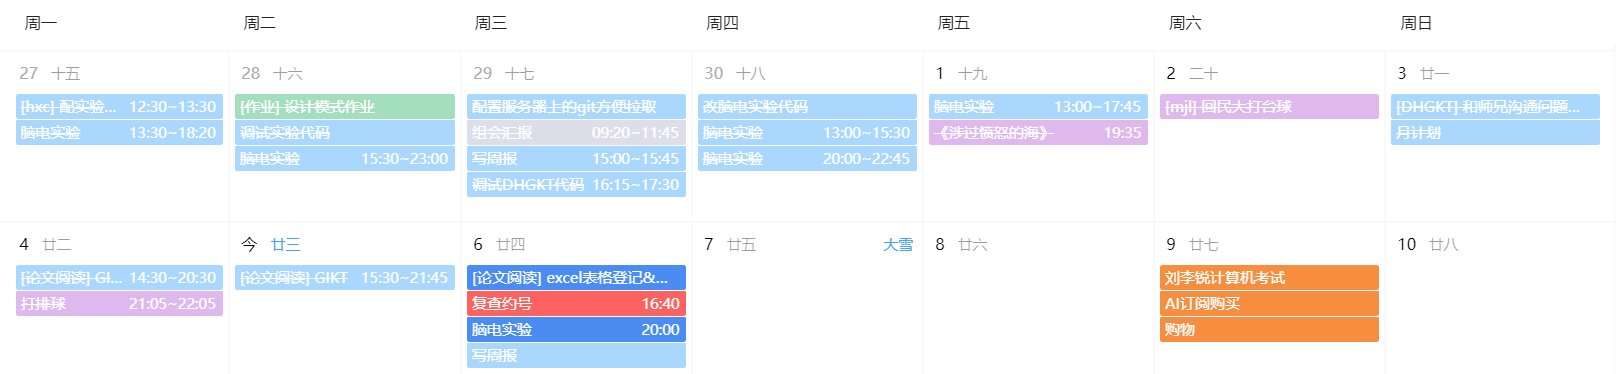 周一 周二 周三 周四 周五 周六 周日
27 十五
[hxc] 配实验... 12:30~13:30
脑电实验 13:30~18:20
28 十六
[作业] 设计模式作业
调试实验代码
脑电实验 15:30~23:00
29 十七
配置服务器上的git方便拉取
组会汇报 09:20~11:45
写周报 15:00~15:45
调试DHGKT代码 16:15~17:30
30 十八
改脑电实验代码
脑电实验 13:00~15:30
脑电实验 20:00~22:45
1 十九
脑电实验 13:00~17:45
《涉过愤怒的海》 19:35
2 二十
[mjl] 回民大打台球
3 廿一
[DHGKT] 和师兄沟通问题...
月计划
4 廿二
[论文阅读] GI... 14:30~20:30
打排球 21:05~22:05
今 廿三
[论文阅读] GIKT 15:30~21:45
6 廿四
[论文阅读] excel表格登记&...
复查约号 16:40
脑电实验 20:00
写周报
7 廿五 大雪
8 廿六
9 廿七
刘李锐计算机考试
AI订阅购买
购物
10 廿八